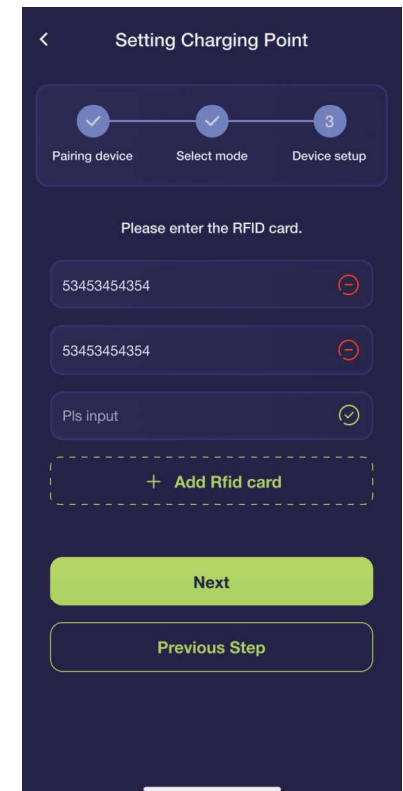 Setting Charging Point
3
Pairing device Select mode Device setup
Please enter the RFID card.
53453454354
53453454354
Pls input
+ Add Rfid card
Next
Previous Step